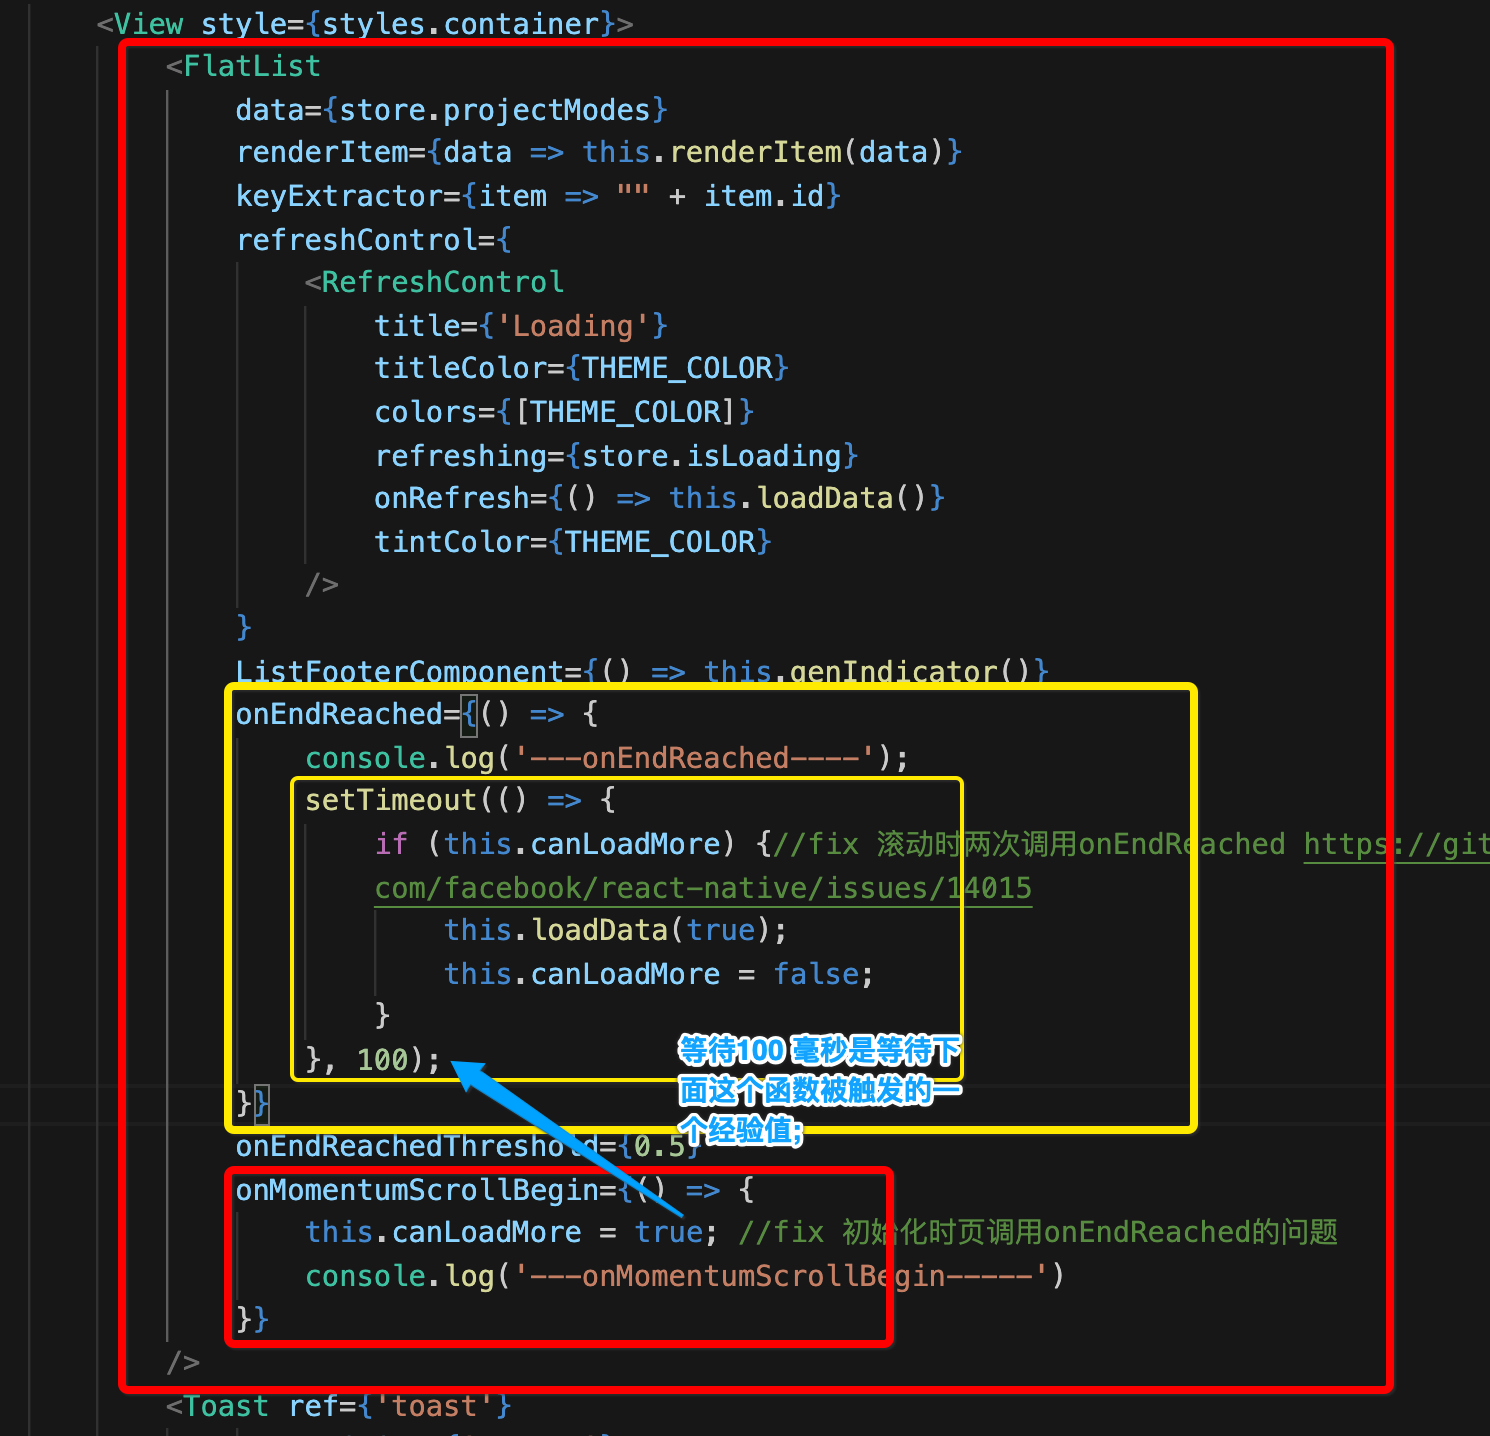 <View style={styles.container}>
<FlatList
data={store.projectModes}
renderItem={data => this.renderItem(data)}
keyExtractor={item => "" + item.id}
refreshControl={
<RefreshControl
title={'Loading'}
titleColor={THEME_COLOR}
colors={[THEME_COLOR]}
refreshing={store.isLoading}
onRefresh={() => this.loadData()}
tintColor={THEME_COLOR}
/>
}
ListFooterComponent={() => this.genIndicator()}
onEndReached={() => {
console.log('---onEndReached----');
setTimeout(() => {
if (this.canLoadMore) {//fix 滚动时两次调用onEndReached https://git
com/facebook/react-native/issues/14015
this.loadData(true);
this.canLoadMore = false;
}
}, 100);
等待100 毫秒是等待下
面这个函数被触发的一
个经验值;
}}
onEndReachedThreshold={0.5}
onMomentumScrollBegin={() => {
this.canLoadMore = true; //fix 初始化时页调用onEndReached的问题
console.log('---onMomentumScrollBegin-----')
}}
/>
<Toast ref={'toast'}